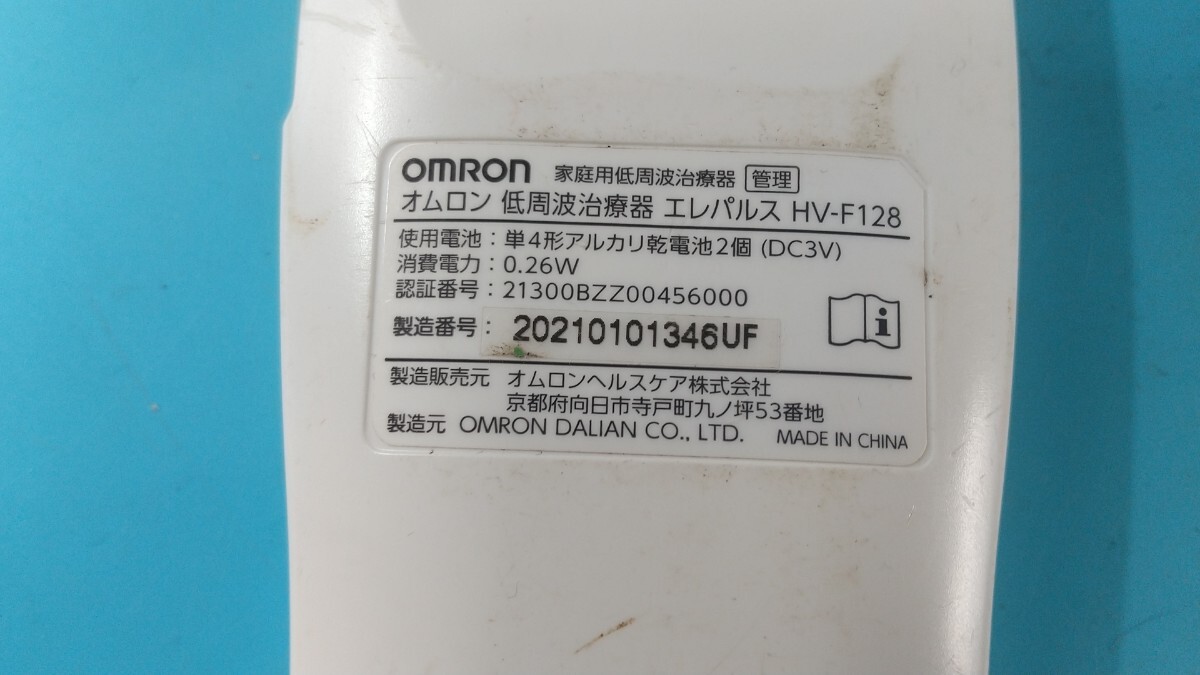 OMRON 家庭用低周波治療器 管理
オムロン 低周波治療器 エレパルス HV-F128
使用電池：単4形アルカリ乾電池2個 (DC3V)
消費電力：0.26W
認証番号：21300BZZ00456000
製造番号：20210101346UF
製造販売元 オムロンヘルスケア株式会社
京都府向日市寺戸町九ノ坪53番地
製造元 OMRON DALIAN CO., LTD. MADE IN CHINA